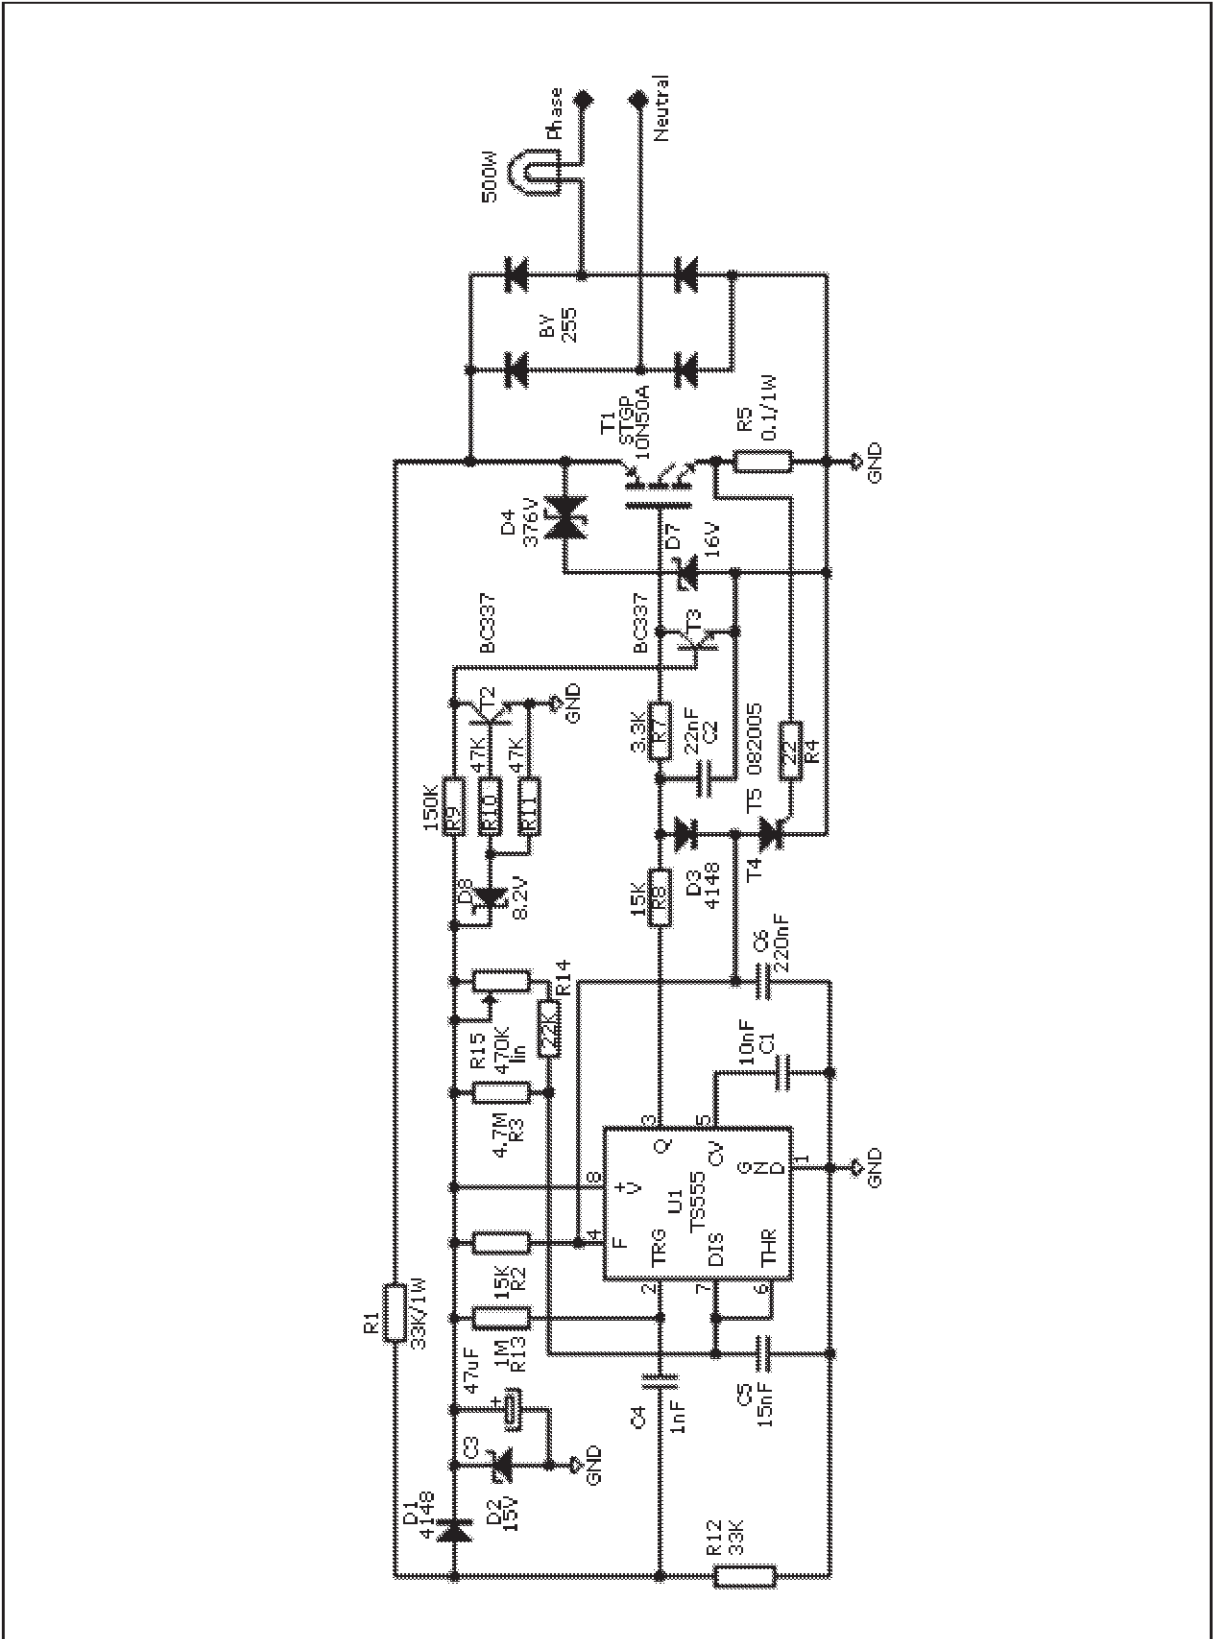 500W
Phase
Neutral
BY
255
T1
STGP
10N50A
R5
0.1/1W
GND
D4
376V
D7
16V
BC337
BC337
T3
T2
GND
150K
R9
47K
R10
47K
R11
3.3K
R7
22nF
C2
082005
22
R4
T5
T4
D8
8.2V
15K
R8
D3
4148
C6
220nF
R14
22K
R15
470K
lin
10nF
C1
4.7M
R3
3
Q
5
CV
8
+
V
U1
TS555
G
N
D
1
GND
4
F
TRG
2
DIS
7
THR
6
15K
R2
1M
R13
R1
33K/1W
47uF
+
C3
C4
1nF
C5
15nF
GND
D1
4148
D2
15V
R12
33K